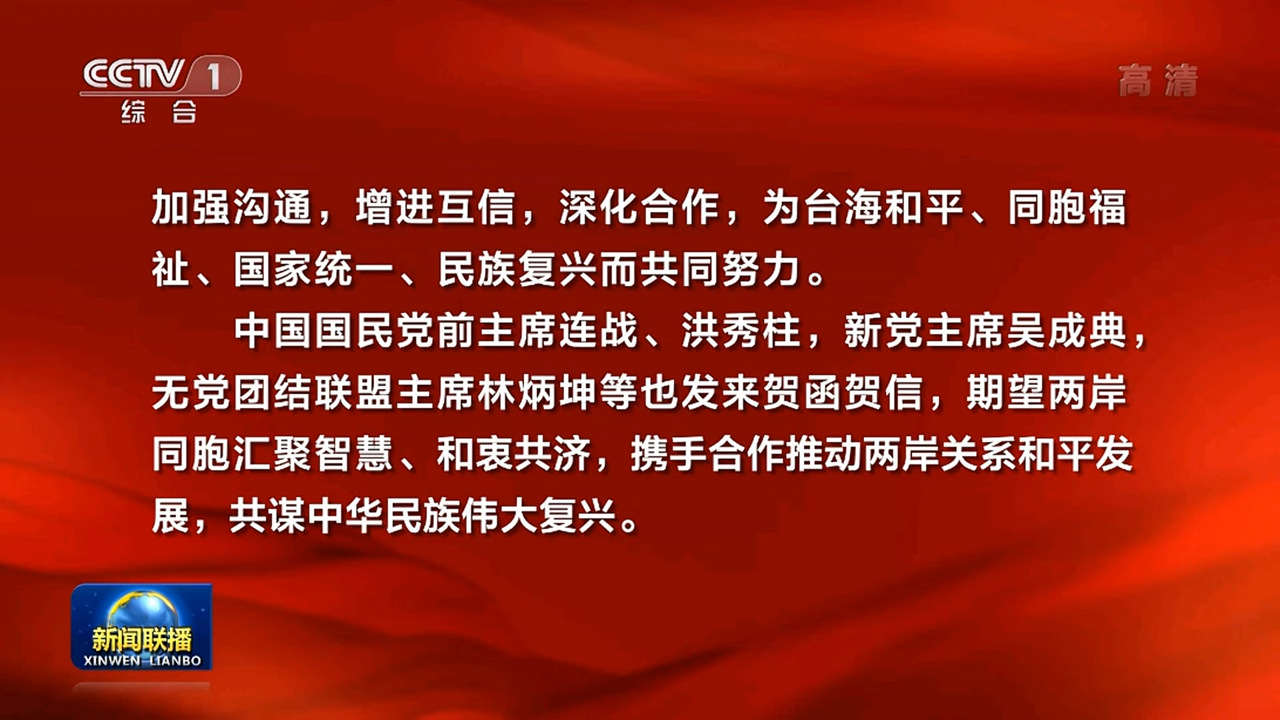 CCTV 1
高清
综合
加强沟通，增进互信，深化合作，为台海和平、同胞福
祉、国家统一、民族复兴而共同努力。
中国国民党前主席连战、洪秀柱，新党主席吴成典，
无党团结联盟主席林炳坤等也发来贺函贺信，期望两岸
同胞汇聚智慧、和衷共济，携手合作推动两岸关系和平发
展，共谋中华民族伟大复兴。
新闻联播
XINWEN LIANBO